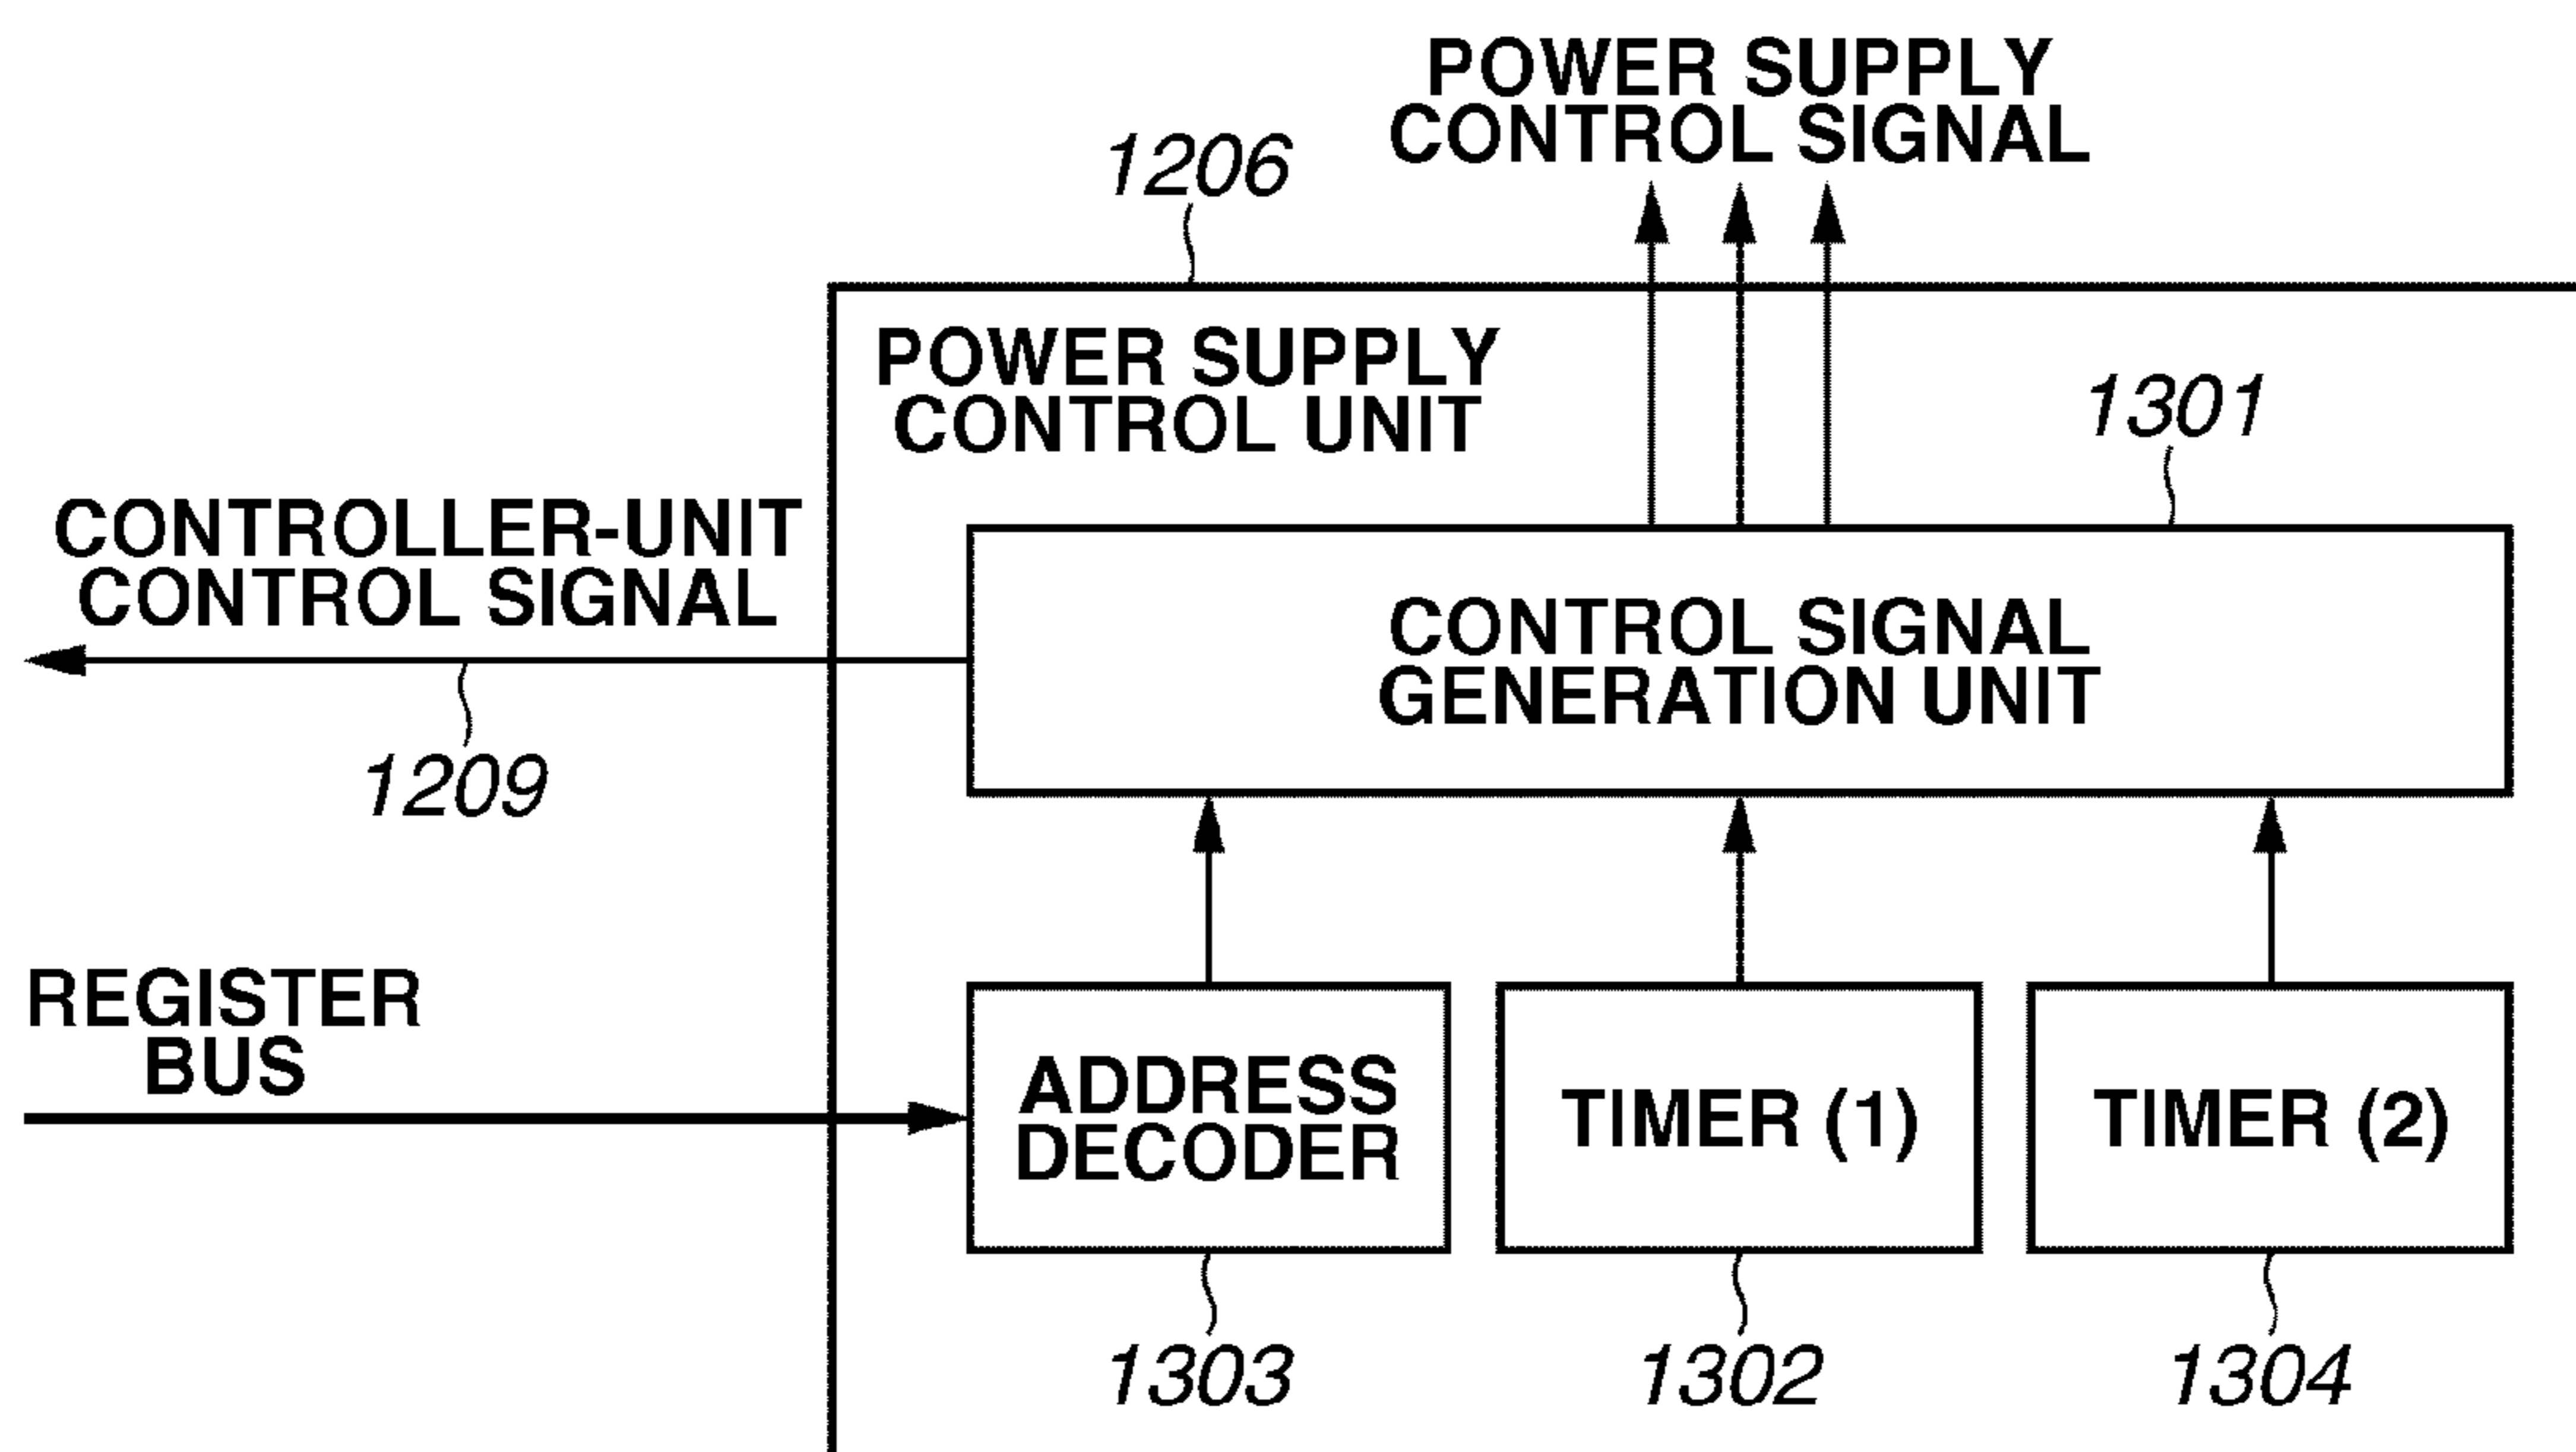 POWER SUPPLY
CONTROL SIGNAL
1206
POWER SUPPLY
CONTROL UNIT
1301
CONTROLLER-UNIT
CONTROL SIGNAL
CONTROL SIGNAL
GENERATION UNIT
1209
REGISTER
BUS
ADDRESS
DECODER
TIMER (1)
TIMER (2)
1303
1302
1304